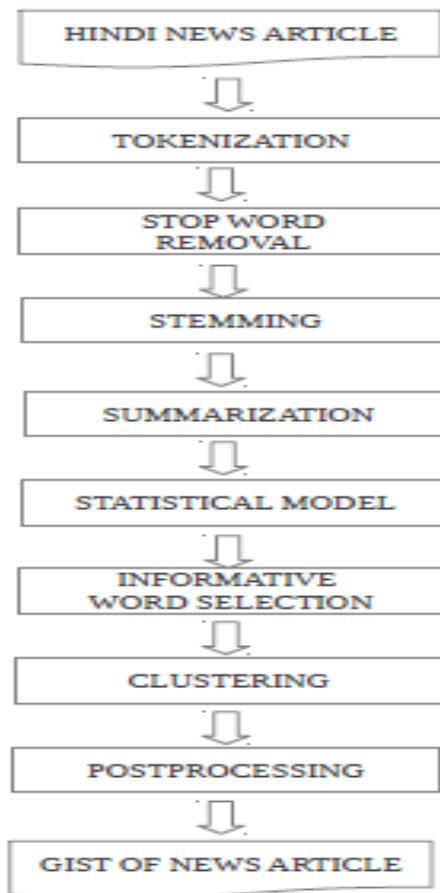 HINDI NEWS ARTICLE
TOKENIZATION
STOP WORD
REMOVAL
STEMMING
SUMMARIZATION
STATISTICAL MODEL
INFORMATIVE
WORD SELECTION
CLUSTERING
POSTPROCESSING
GIST OF NEWS ARTICLE